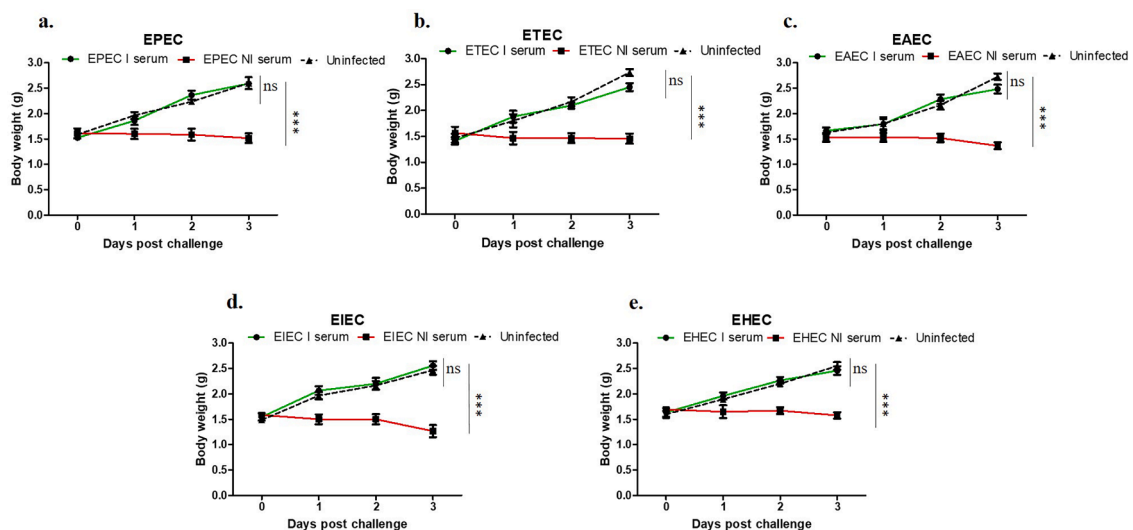 a.
EPEC
EPEC I serum EPEC NI serum Uninfected
Body weight (g)
3.0
2.5
2.0
1.5
1.0
0.5
0.0
0 1 2 3
Days post challenge
ns
***
b.
ETEC
ETEC I serum ETEC NI serum Uninfected
Body weight (g)
3.0
2.5
2.0
1.5
1.0
0.5
0.0
0 1 2 3
Days post challenge
ns
***
c.
EAEC
EAEC I serum EAEC NI serum Uninfected
Body weight (g)
3.0
2.5
2.0
1.5
1.0
0.5
0.0
0 1 2 3
Days post challenge
ns
***
d.
EIEC
EIEC I serum EIEC NI serum Uninfected
Body weight (g)
3.0
2.5
2.0
1.5
1.0
0.5
0.0
0 1 2 3
Days post challenge
ns
***
e.
EHEC
EHEC I serum EHEC NI serum Uninfected
Body weight (g)
3.0
2.5
2.0
1.5
1.0
0.5
0.0
0 1 2 3
Days post challenge
ns
***